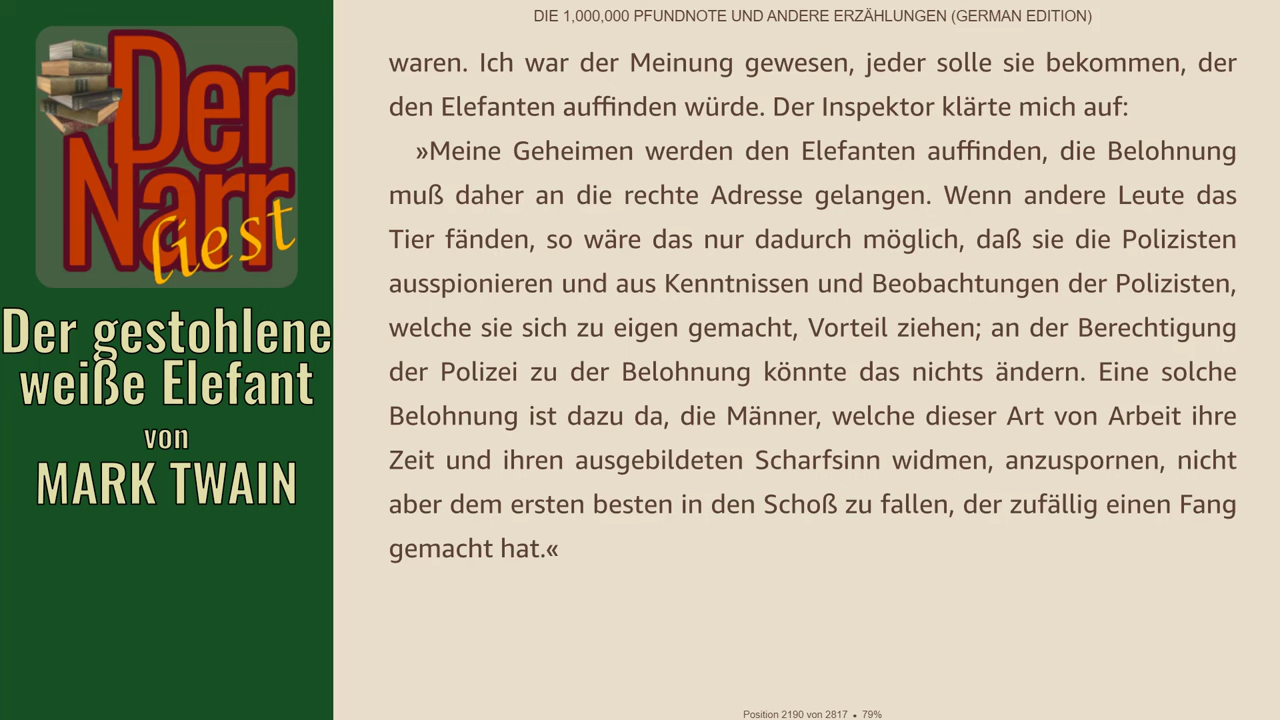 Der
Narr
liest
Der gestohlene
weiße Elefant
von
MARK TWAIN
DIE 1,000,000 PFUNDNOTE UND ANDERE ERZÄHLUNGEN (GERMAN EDITION)
waren. Ich war der Meinung gewesen, jeder solle sie bekommen, der
den Elefanten auffinden würde. Der Inspektor klärte mich auf:
»Meine Geheimen werden den Elefanten auffinden, die Belohnung
muß daher an die rechte Adresse gelangen. Wenn andere Leute das
Tier fänden, so wäre das nur dadurch möglich, daß sie die Polizisten
ausspionieren und aus Kenntnissen und Beobachtungen der Polizisten,
welche sie sich zu eigen gemacht, Vorteil ziehen; an der Berechtigung
der Polizei zu der Belohnung könnte das nichts ändern. Eine solche
Belohnung ist dazu da, die Männer, welche dieser Art von Arbeit ihre
Zeit und ihren ausgebildeten Scharfsinn widmen, anzuspornen, nicht
aber dem ersten besten in den Schoß zu fallen, der zufällig einen Fang
gemacht hat.«
Position 2190 von 2817 • 79%